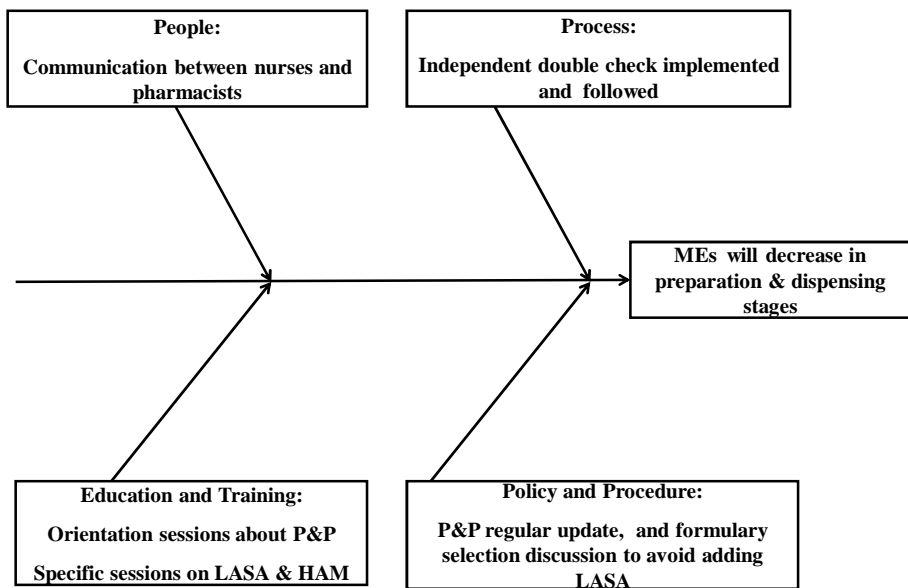 People:
Communication between nurses and
pharmacists
Process:
Independent double check implemented
and followed
MEs will decrease in
preparation & dispensing
stages
Education and Training:
Orientation sessions about P&P
Specific sessions on LASA & HAM
Policy and Procedure:
P&P regular update, and formulary
selection discussion to avoid adding
LASA